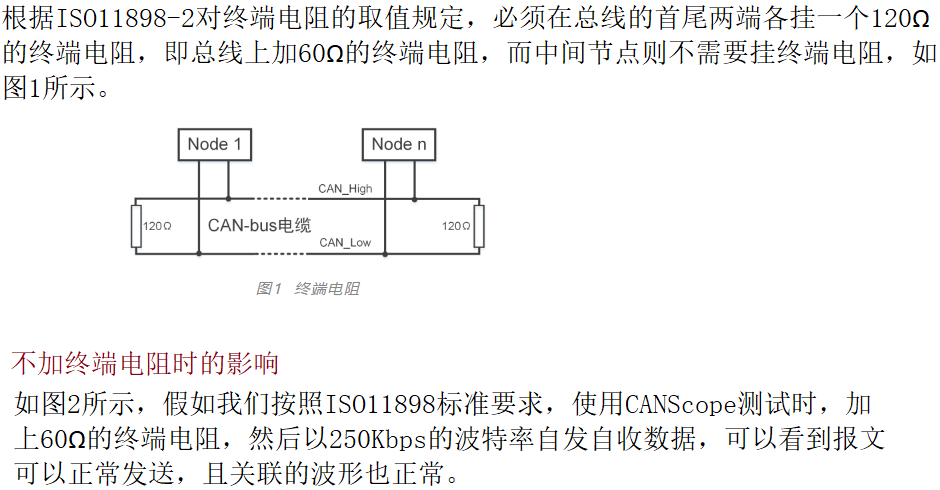 根据ISO11898-2对终端电阻的取值规定，必须在总线的首尾两端各挂一个120Ω
的终端电阻，即总线上加60Ω的终端电阻，而中间节点则不需要挂终端电阻，如
图1所示。
Node 1
Node n
CAN_High
120Ω
CAN-bus电缆
120Ω
CAN_Low
图1 终端电阻
不加终端电阻时的影响
如图2所示，假如我们按照ISO11898标准要求，使用CANScope测试时，加
上60Ω的终端电阻，然后以250Kbps的波特率自发自收数据，可以看到报文
可以正常发送，且关联的波形也正常。